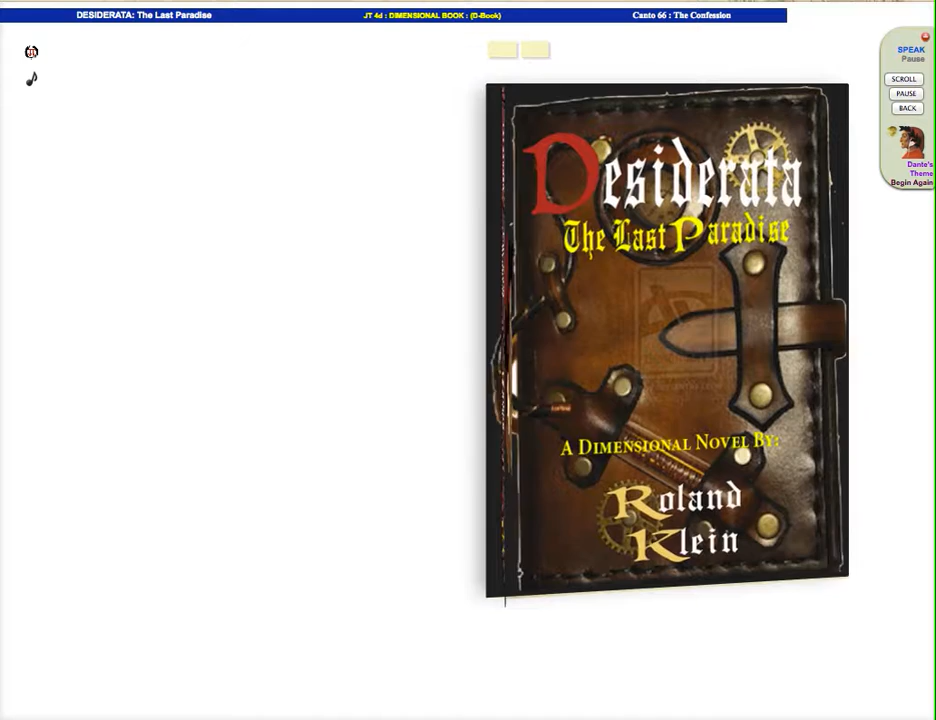 DESIDERATA: The Last Paradise
JT 4d : DIMENSIONAL BOOK : (D-Book)
Canto 66 : The Confession
SPEAK
Pause
SCROLL
PAUSE
BACK
Dante's
Theme
Begin Again
Desiderata
The Last Paradise
A Dimensional Novel By:
Roland
Klein